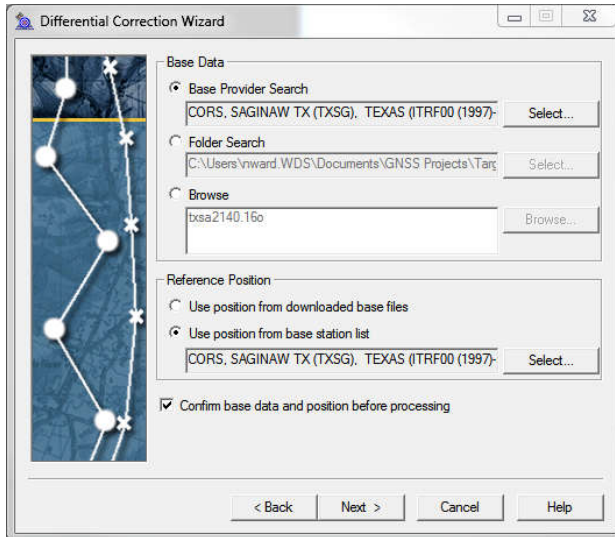 Differential Correction Wizard
Base Data
Base Provider Search
CORS, SAGINAW TX (TXSG),  TEXAS (ITRF00 (1997)-
Select...
Folder Search
C:\Users\nward.WDS\Documents\GNSS Projects\Targ
Select...
Browse
txsa2140.16o
Browse...
Reference Position
Use position from downloaded base files
Use position from base station list
CORS, SAGINAW TX (TXSG),  TEXAS (ITRF00 (1997)-
Select...
Confirm base data and position before processing
< Back
Next >
Cancel
Help